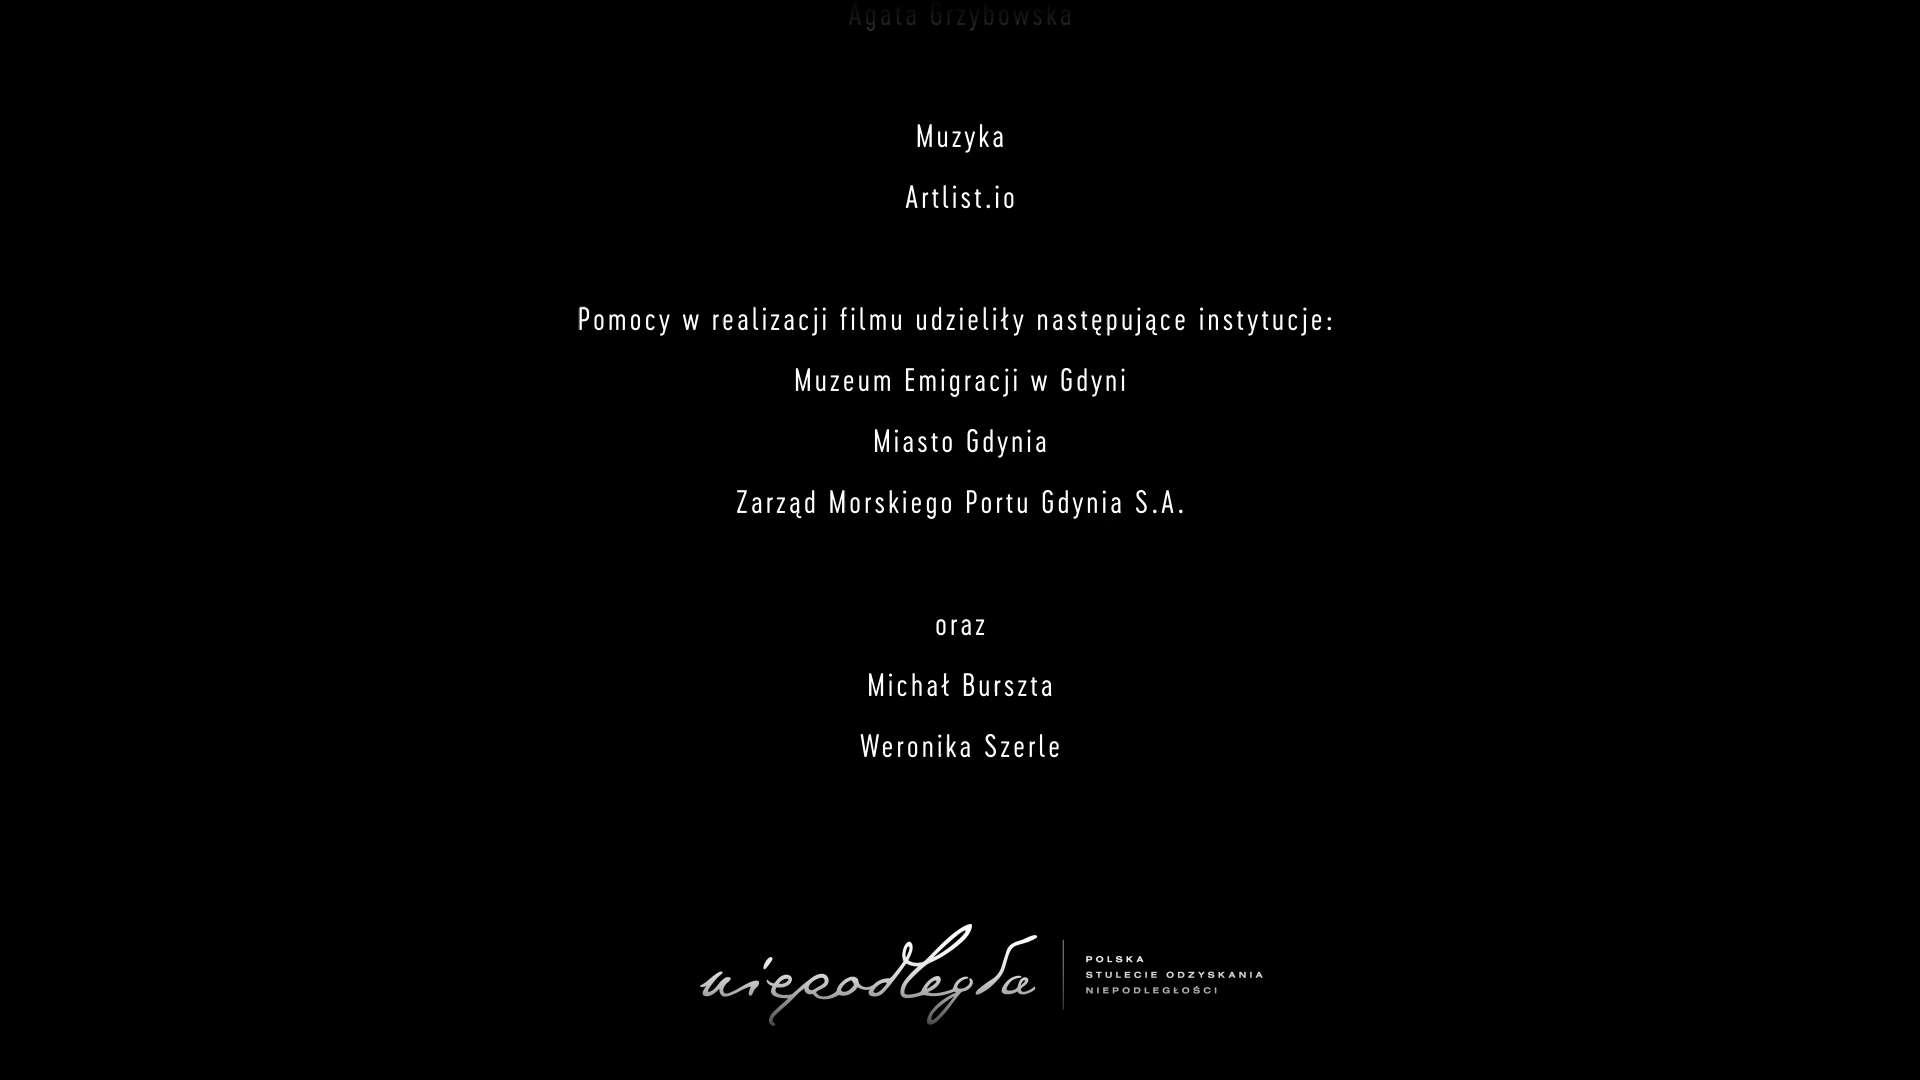 Agata Grzybowska
Muzyka
Artlist.io
Pomocy w realizacji filmu udzieliły następujące instytucje:
Muzeum Emigracji w Gdyni
Miasto Gdynia
Zarząd Morskiego Portu Gdynia S.A.
oraz
Michał Burszta
Weronika Szerle
niepodległa
POLSKA
STULECIE ODZYSKANIA
NIEPODLEGŁOŚCI